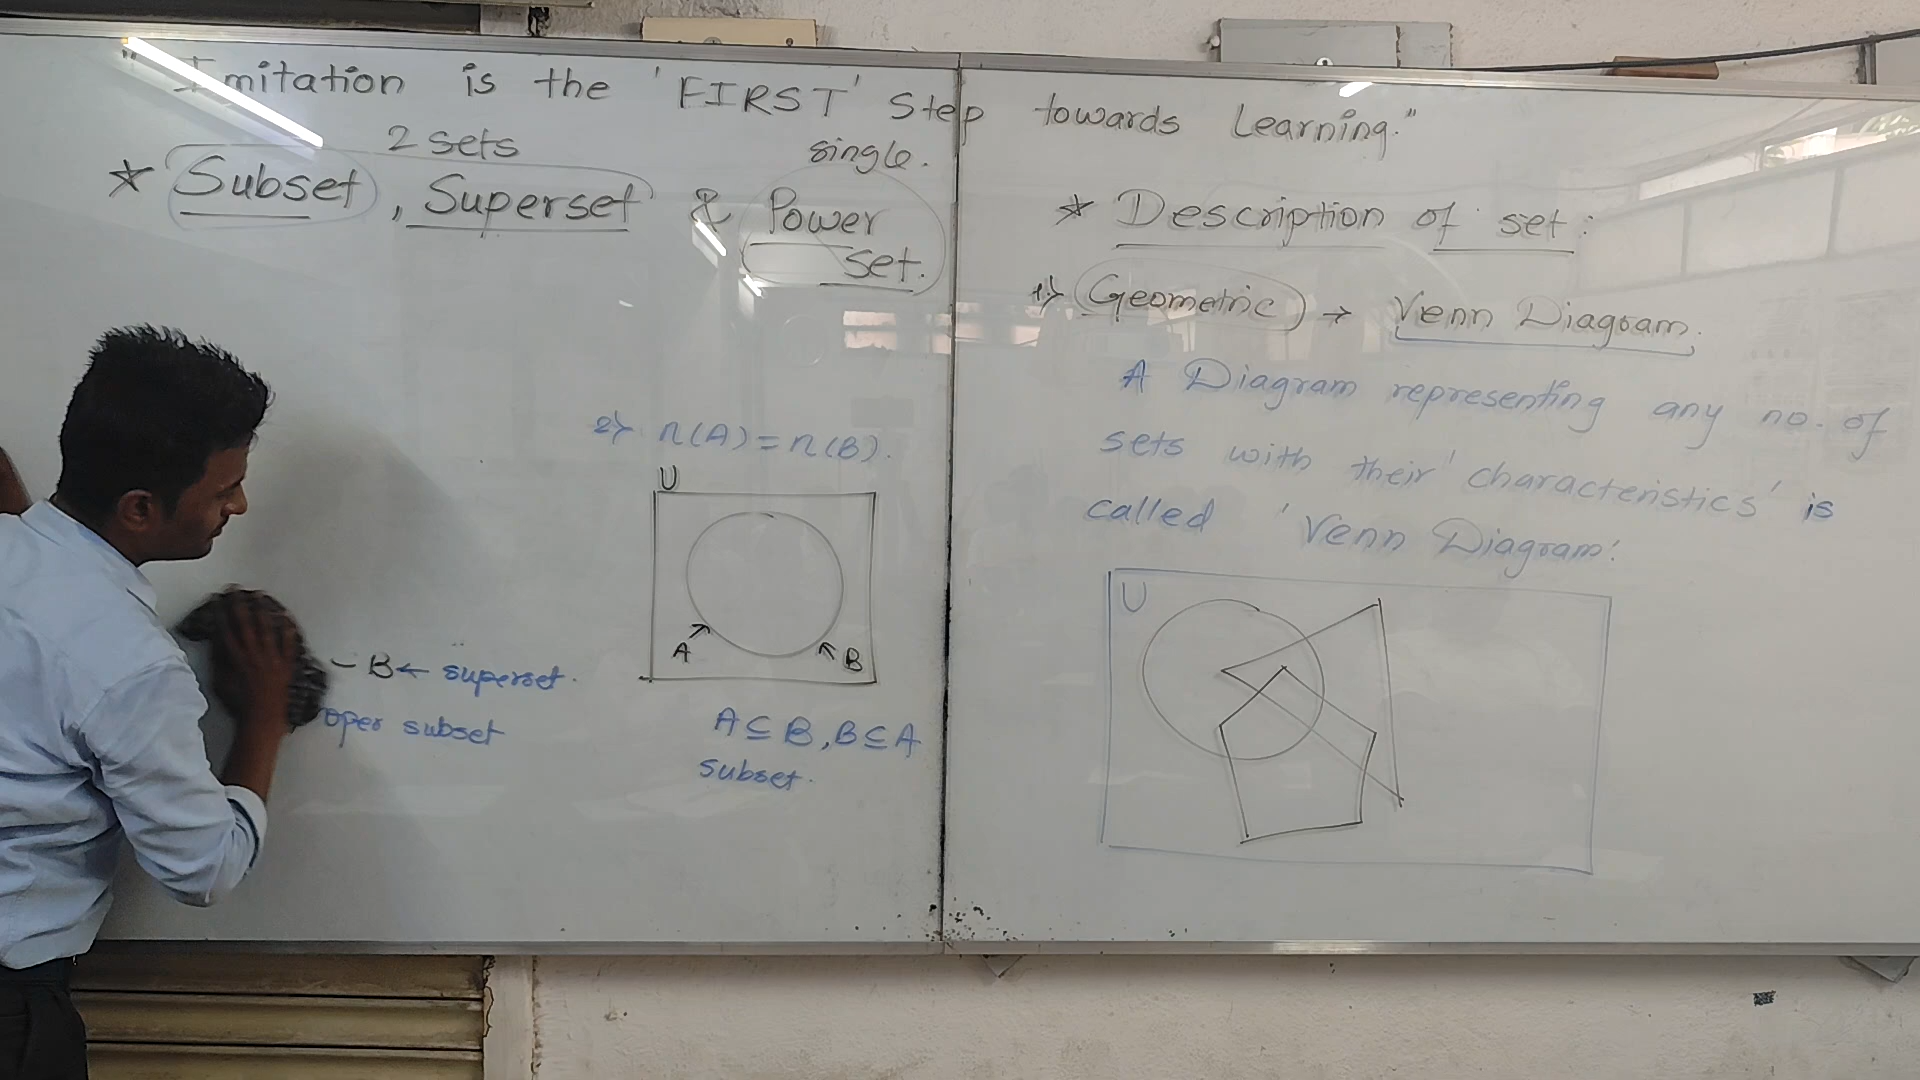 "Imitation is the 'FIRST' Step towards Learning."
2 sets single.
* Subset, Superset & Power
set.
2) n(A) = n(B).
U
A B
- B ← superset.
oper subset
A ⊆ B, B ⊆ A
subset.
* Description of set:
1) Geometric → Venn Diagram.
A Diagram representing any no. of
sets with their 'characteristics' is
called 'Venn Diagram'.
U